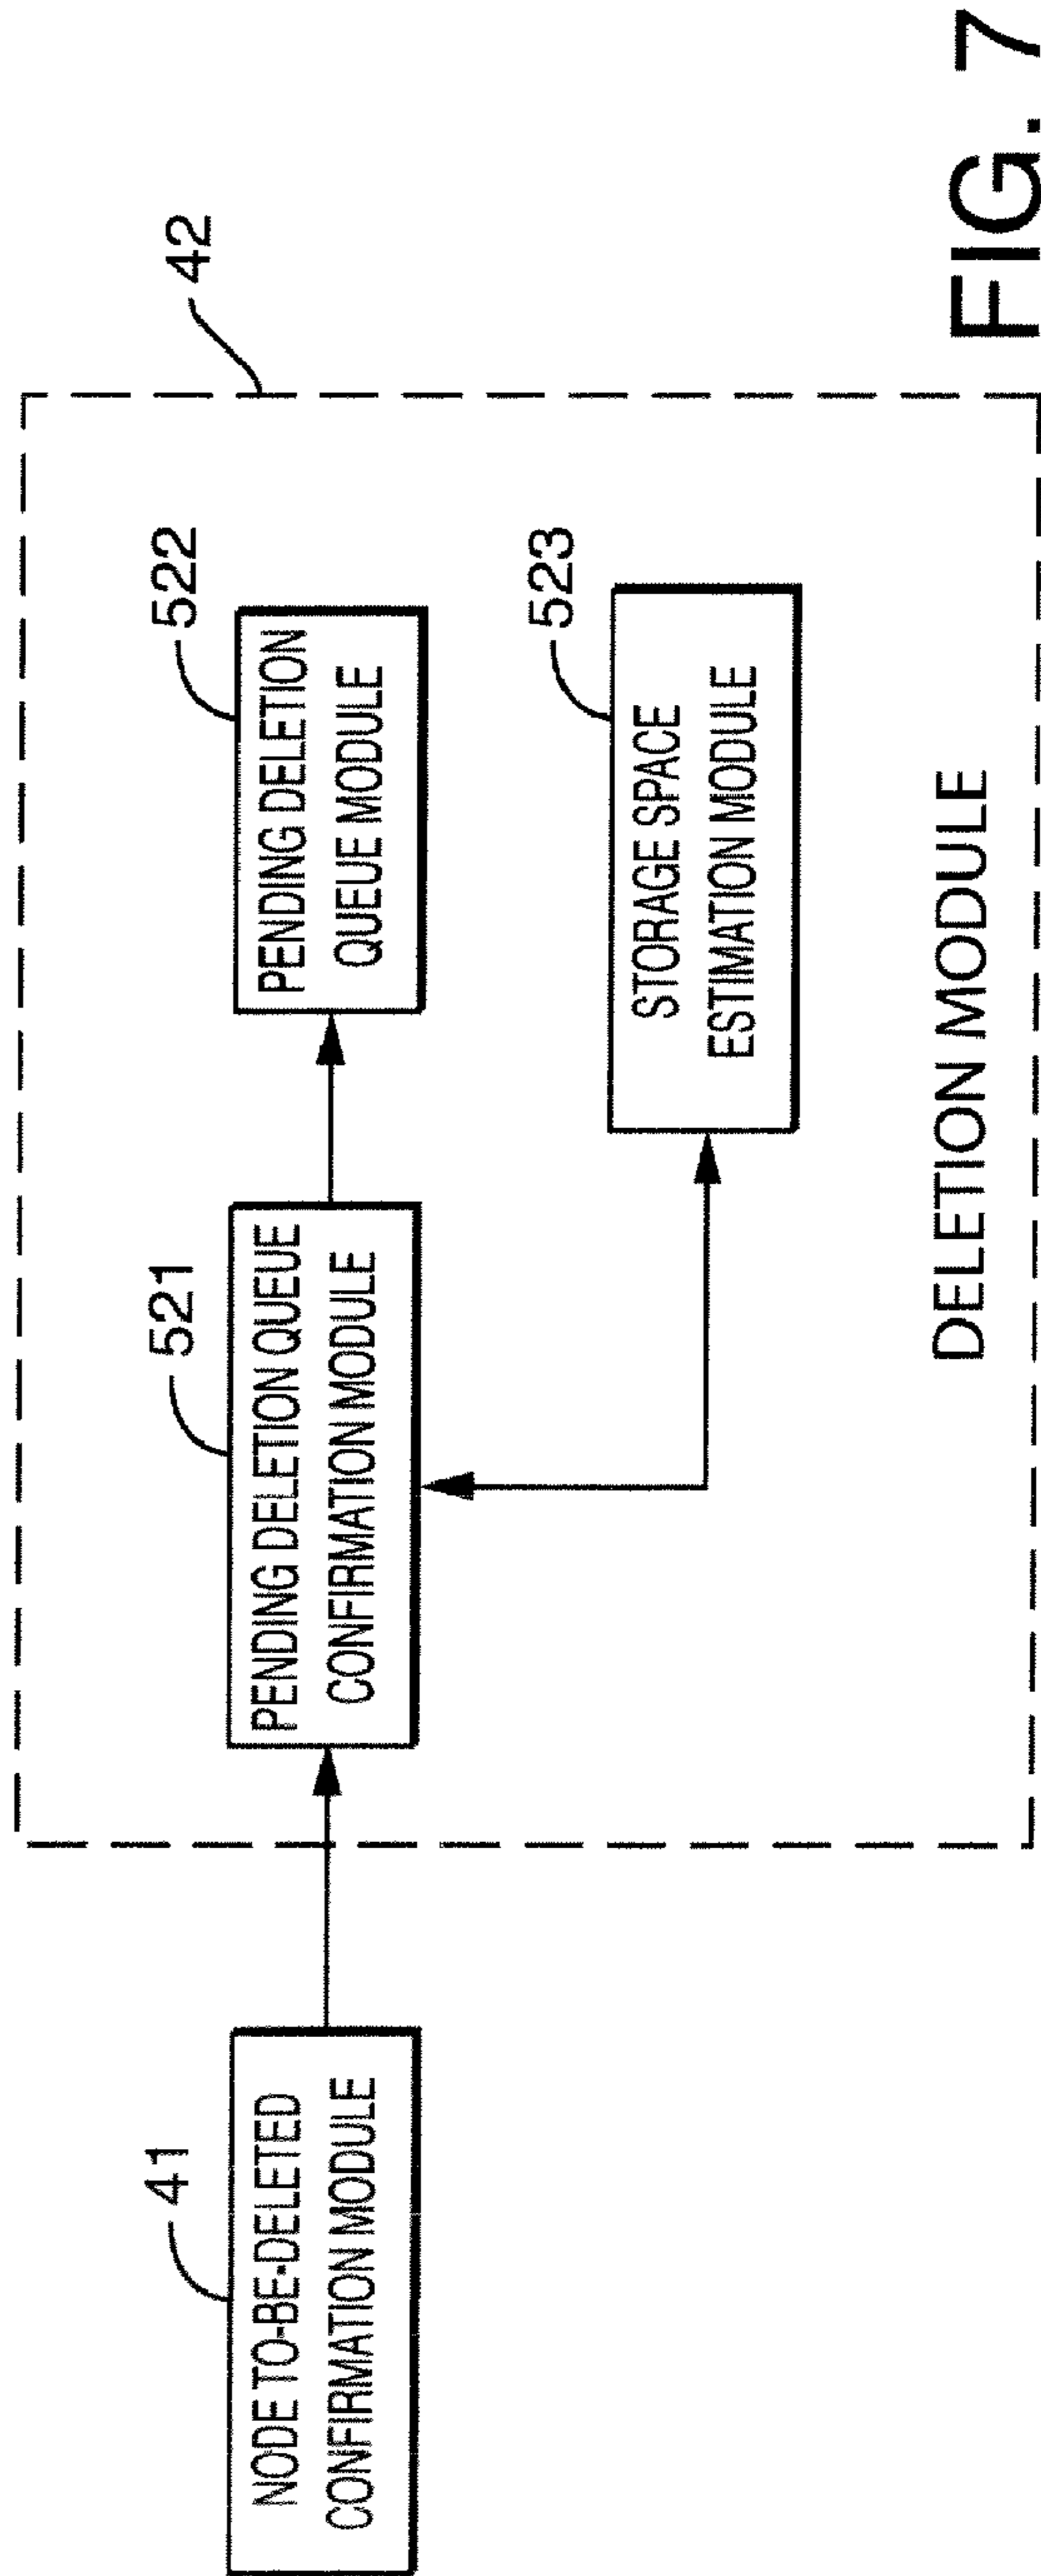 41
NODE TO-BE-DELETED
CONFIRMATION MODULE
521
PENDING DELETION QUEUE
CONFIRMATION MODULE
522
PENDING DELETION
QUEUE MODULE
523
STORAGE SPACE
ESTIMATION MODULE
42
DELETION MODULE
FIG. 7